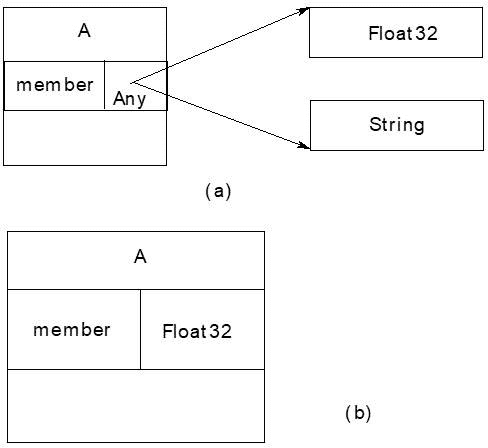 A
Float32
member
Any
String
(a)
A
member
Float32
(b)